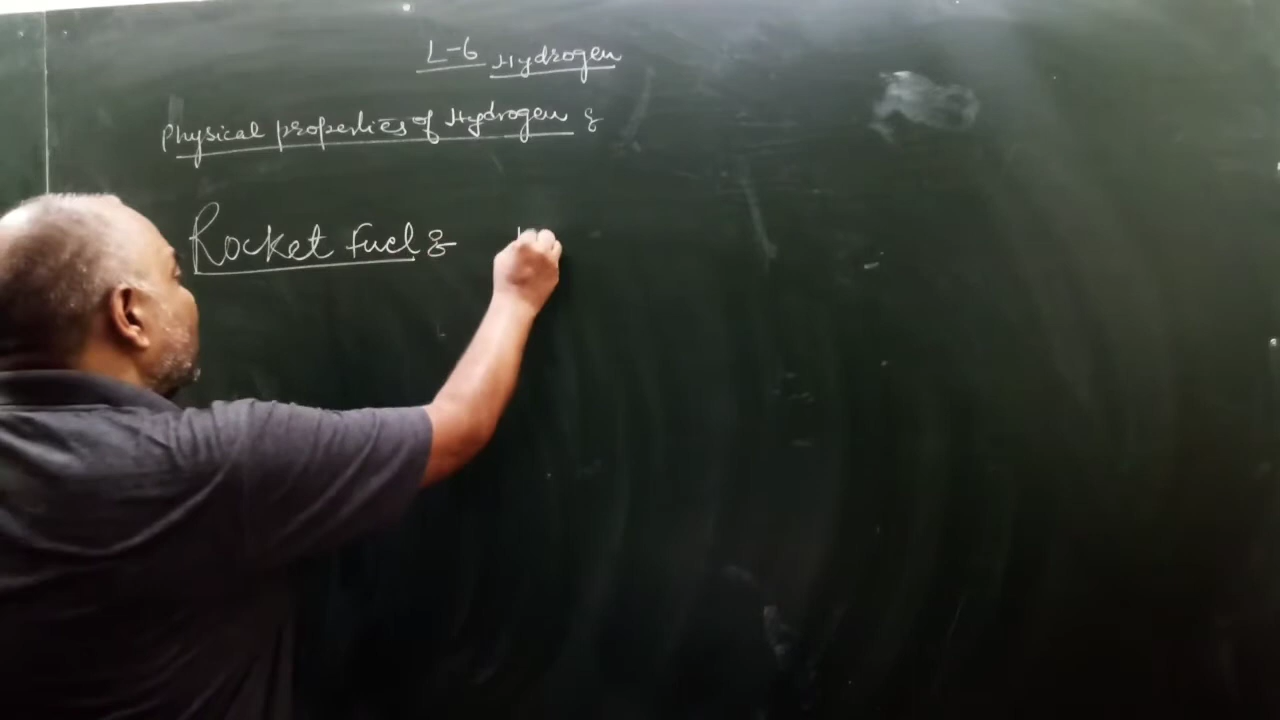 L-6 Hydrogen
Physical properties of Hydrogen :
Rocket fuel :